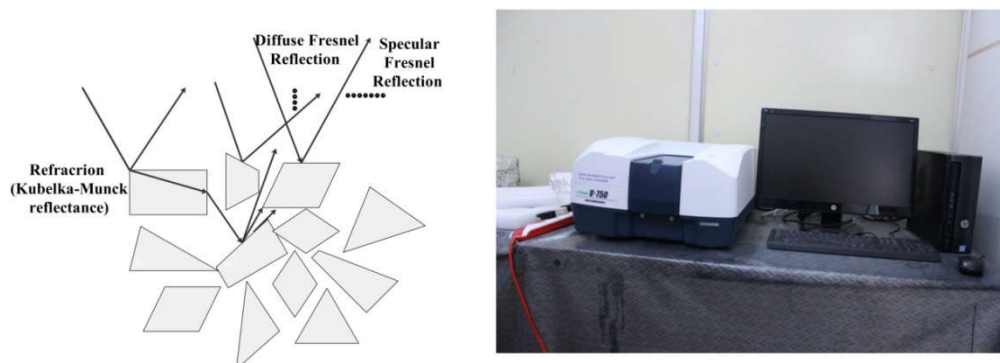 Diffuse Fresnel
Reflection
Specular
Fresnel
Reflection
Refracrion
(Kubelka-Munck
reflectance)
V-750